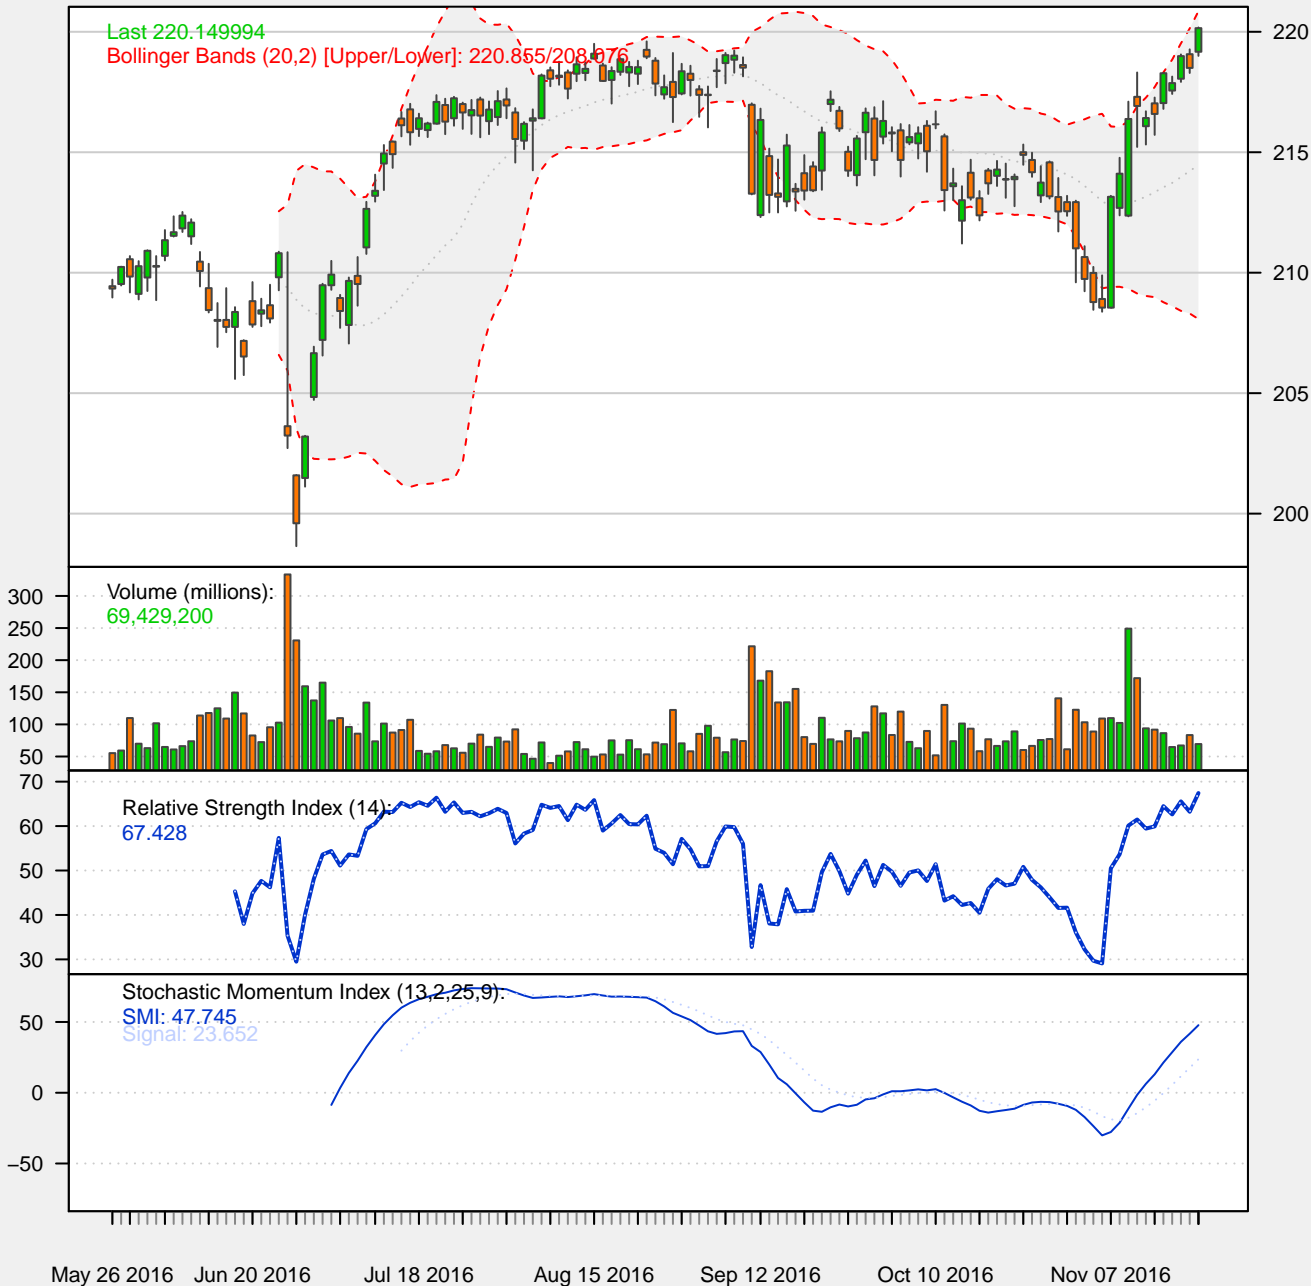 Last 220.149994
Bollinger Bands (20,2) [Upper/Lower]: 220.855/208.076
220
215
210
205
200
Volume (millions):
69,429,200
300
250
200
150
100
50
Relative Strength Index (14):
67.428
70
60
50
40
30
Stochastic Momentum Index (13,2,25,9):
SMI: 47.745
Signal: 23.652
50
0
−50
May 26 2016 Jun 20 2016 Jul 18 2016 Aug 15 2016 Sep 12 2016 Oct 10 2016 Nov 07 2016